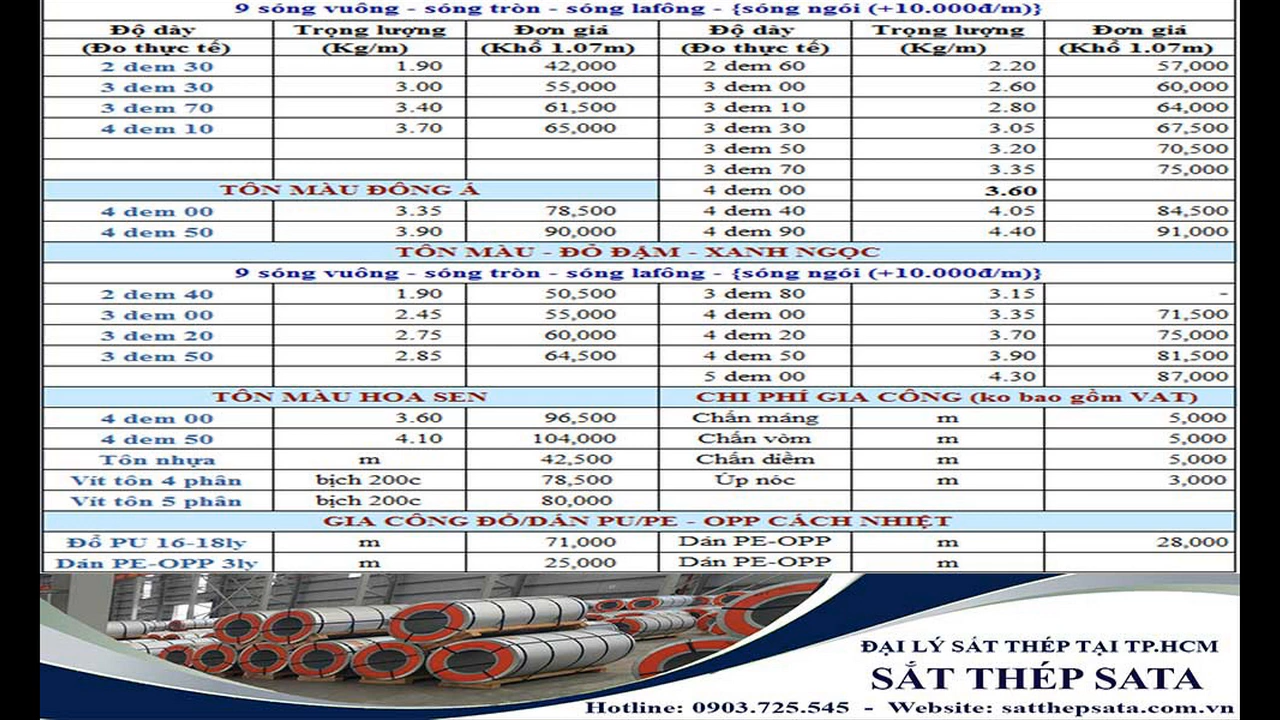 9 sóng vuông - sóng tròn - sóng lafông - {sóng ngói (+10.000đ/m)}
Độ dày Trọng lượng Đơn giá Độ dày Trọng lượng Đơn giá
(Đo thực tế) (Kg/m) (Khổ 1.07m) (Đo thực tế) (Kg/m) (Khổ 1.07m)
2 dem 30 1.90 42,000 2 dem 60 2.20 57,000
3 dem 30 3.00 55,000 3 dem 00 2.60 60,000
3 dem 70 3.40 61,500 3 dem 10 2.80 64,000
4 dem 10 3.70 65,000 3 dem 30 3.05 67,500
3 dem 50 3.20 70,500
3 dem 70 3.35 75,000
TÔN MÀU ĐÔNG Á 4 dem 00 3.60
4 dem 00 3.35 78,500 4 dem 40 4.05 84,500
4 dem 50 3.90 90,000 4 dem 90 4.40 91,000
TÔN MÀU - ĐỎ ĐẬM - XANH NGỌC
9 sóng vuông - sóng tròn - sóng lafông - {sóng ngói (+10.000đ/m)}
2 dem 40 1.90 50,500 3 dem 80 3.15 -
3 dem 00 2.45 55,000 4 dem 00 3.35 71,500
3 dem 20 2.75 60,000 4 dem 20 3.70 75,000
3 dem 50 2.85 64,500 4 dem 50 3.90 81,500
5 dem 00 4.30 87,000
TÔN MÀU HOA SEN CHI PHÍ GIA CÔNG (ko bao gồm VAT)
4 dem 00 3.60 96,500 Chấn máng m 5,000
4 dem 50 4.10 104,000 Chấn vòm m 5,000
Tôn nhựa m 42,500 Chấn diềm m 5,000
Vít tôn 4 phân bịch 200c 78,500 Úp nóc m 3,000
Vít tôn 5 phân bịch 200c 80,000
GIA CÔNG ĐỔ/DÁN PU/PE - OPP CÁCH NHIỆT
Đổ PU 16-18ly m 71,000 Dán PE-OPP m 28,000
Dán PE-OPP 3ly m 25,000 Dán PE-OPP m
ĐẠI LÝ SẮT THÉP TẠI TP.HCM
SẮT THÉP SATA
Hotline: 0903.725.545 - Website: satthepsata.com.vn